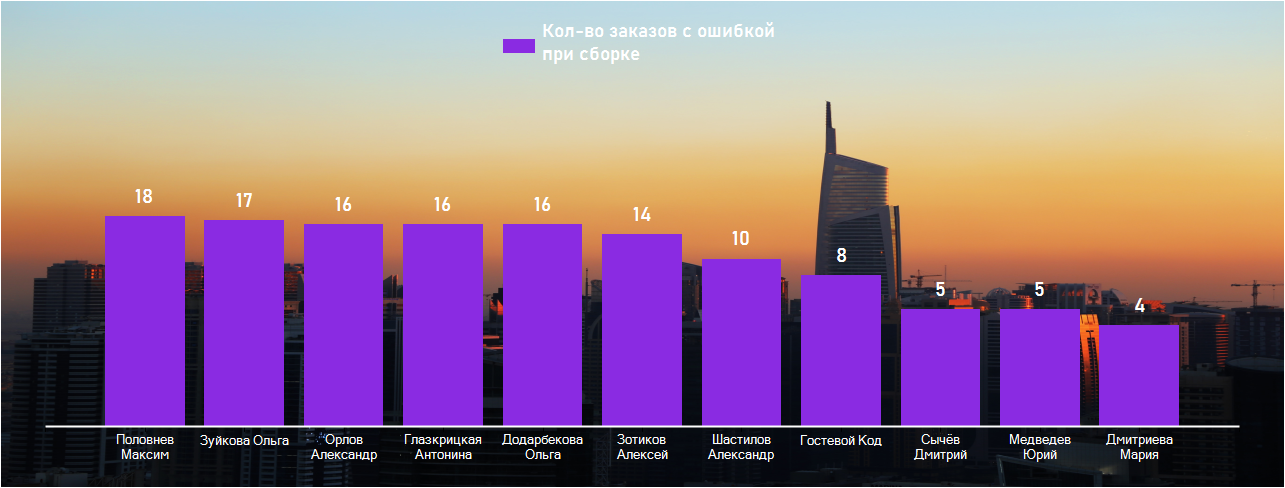 Кол-во заказов с ошибкой
при сборке
18
17
16
16
16
14
10
8
5
5
4
Половнев
Максим
Зуйкова Ольга
Орлов
Александр
Глазкрицкая
Антонина
Додарбекова
Ольга
Зотиков
Алексей
Шастилов
Александр
Гостевой Код
Сычёв
Дмитрий
Медведев
Юрий
Дмитриева
Мария